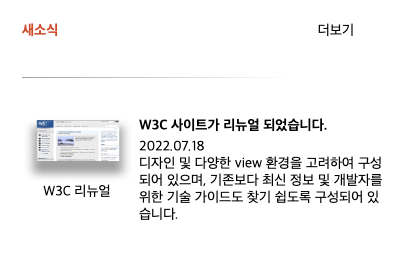 새소식 더보기
W3C 사이트가 리뉴얼 되었습니다.
2022.07.18
디자인 및 다양한 view 환경을 고려하여 구성
되어 있으며, 기존보다 최신 정보 및 개발자를
위한 기술 가이드도 찾기 쉽도록 구성되어 있
습니다.
W3C
W3C 리뉴얼